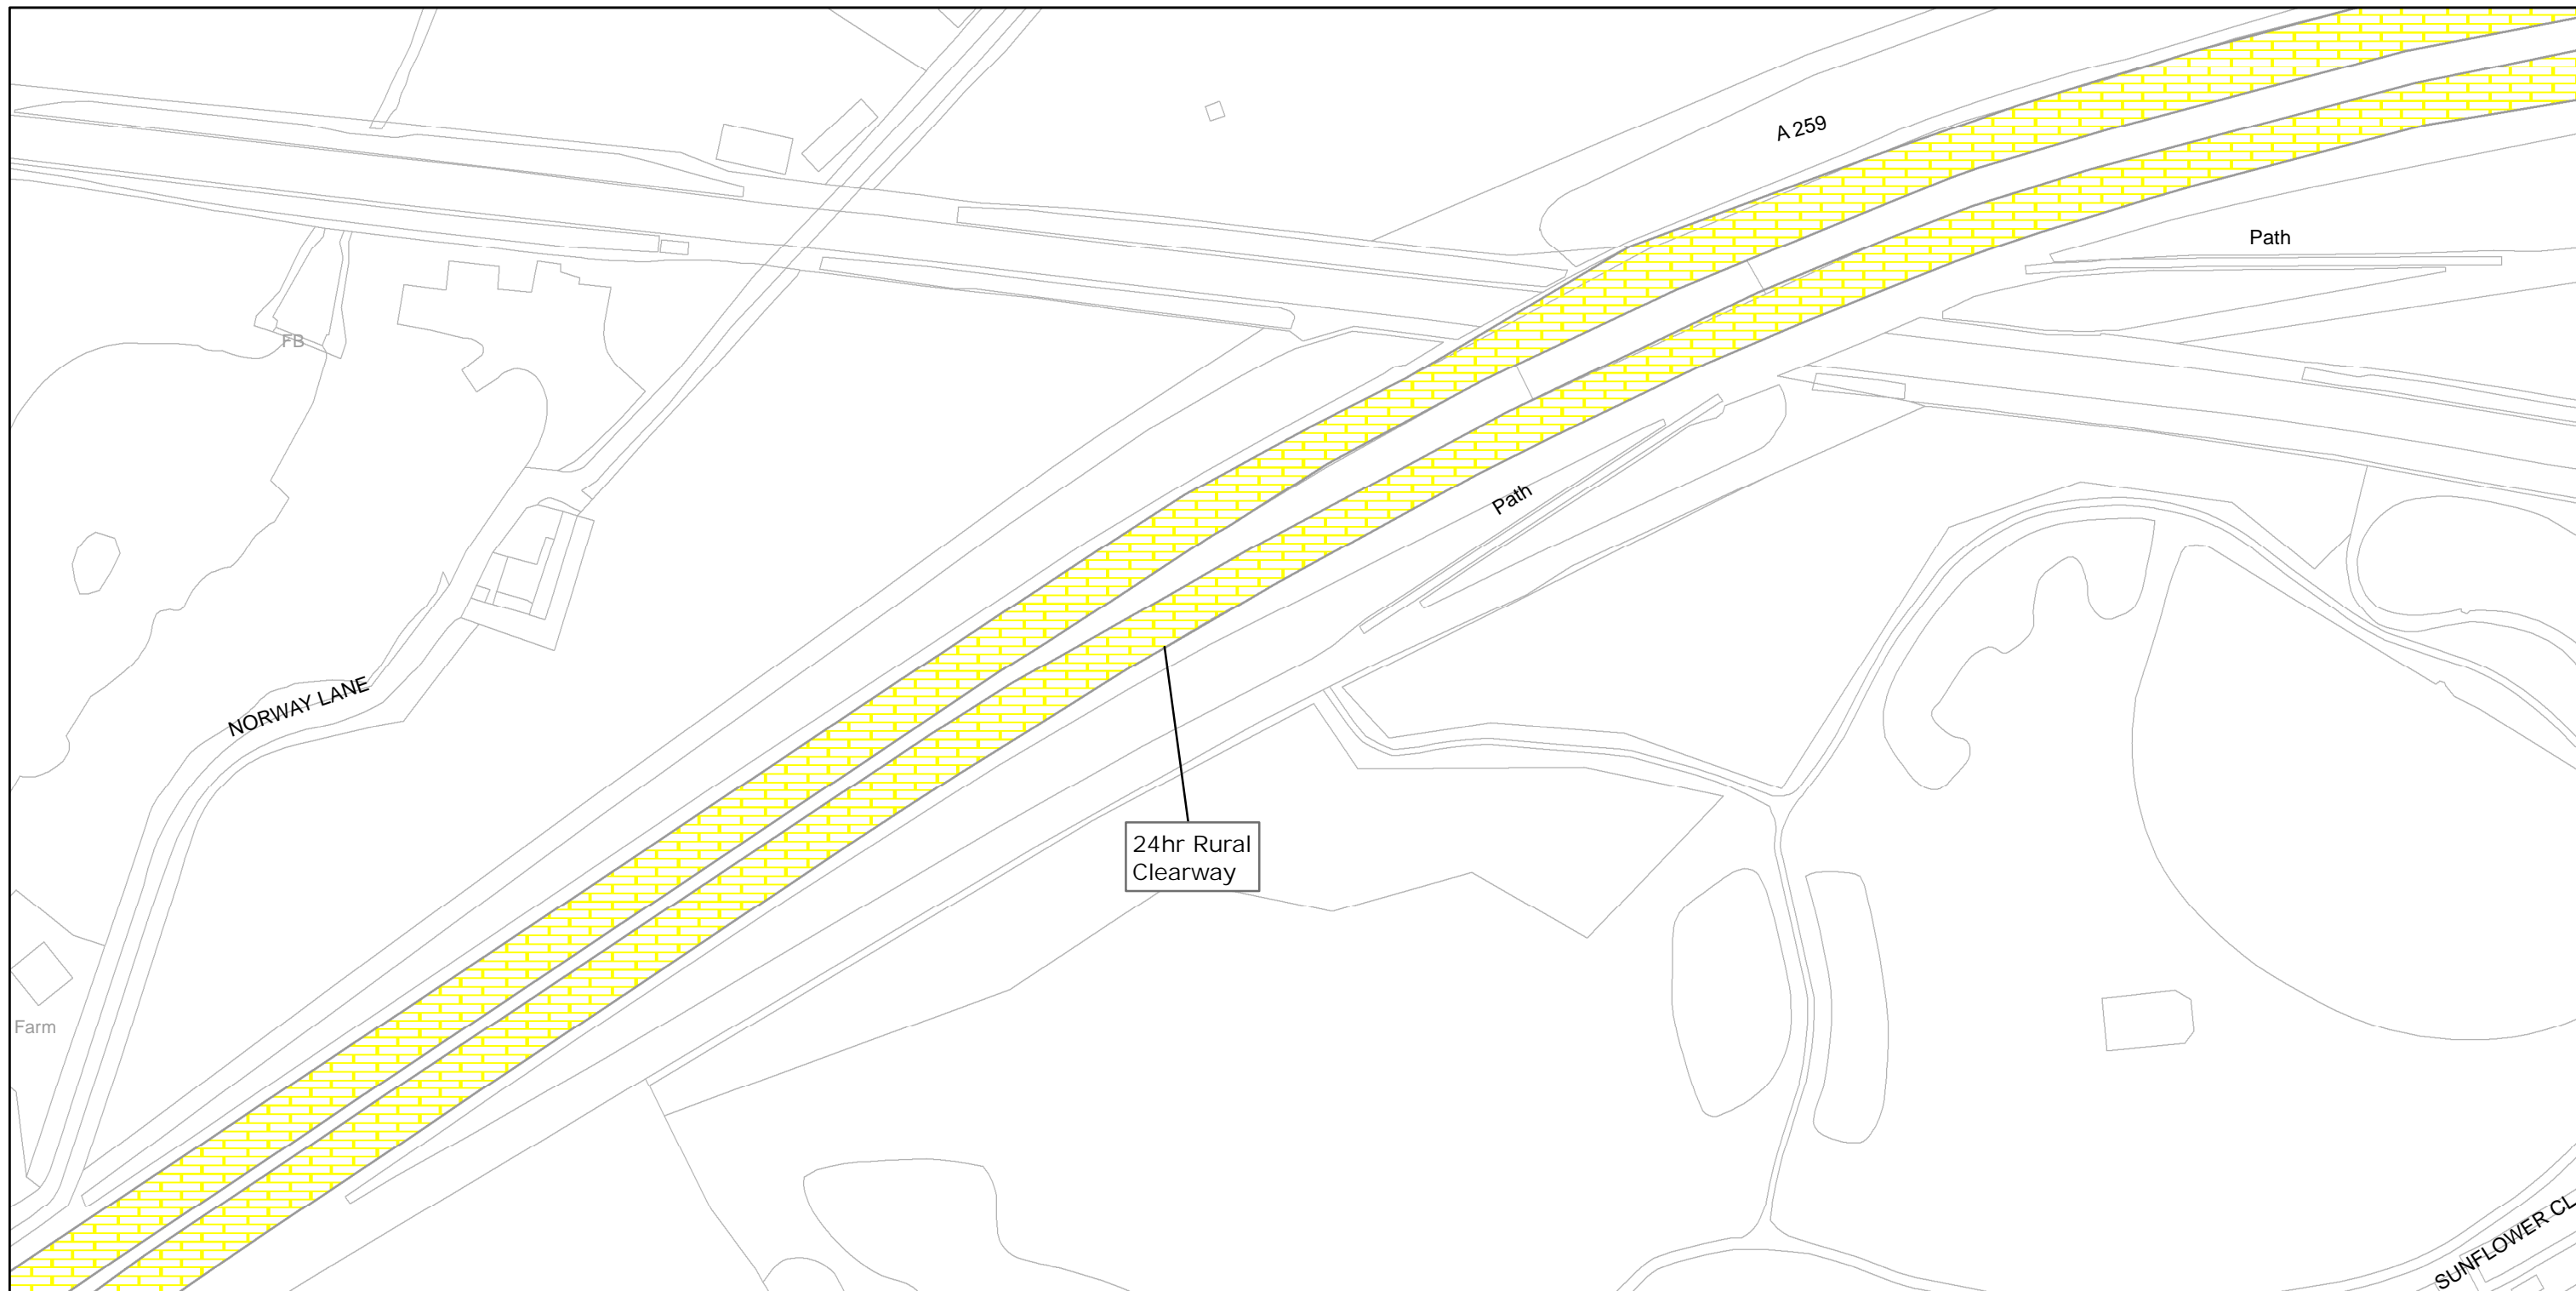 A 259
Path
FB
Path
NORWAY LANE
24hr Rural
Clearway
Farm
SUNFLOWER CL